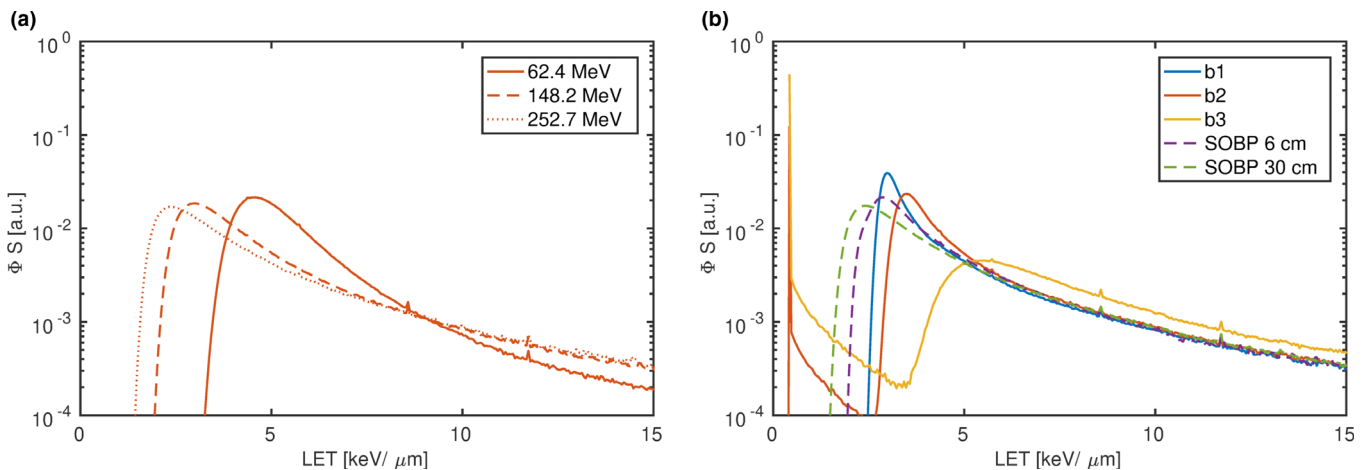 (a)
10^0
10^-1
10^-2
10^-3
10^-4
Φ S [a.u.]
62.4 MeV
148.2 MeV
252.7 MeV
0
5
10
15
LET [keV/ μm]
(b)
10^0
10^-1
10^-2
10^-3
10^-4
Φ S [a.u.]
b1
b2
b3
SOBP 6 cm
SOBP 30 cm
0
5
10
15
LET [keV/ μm]